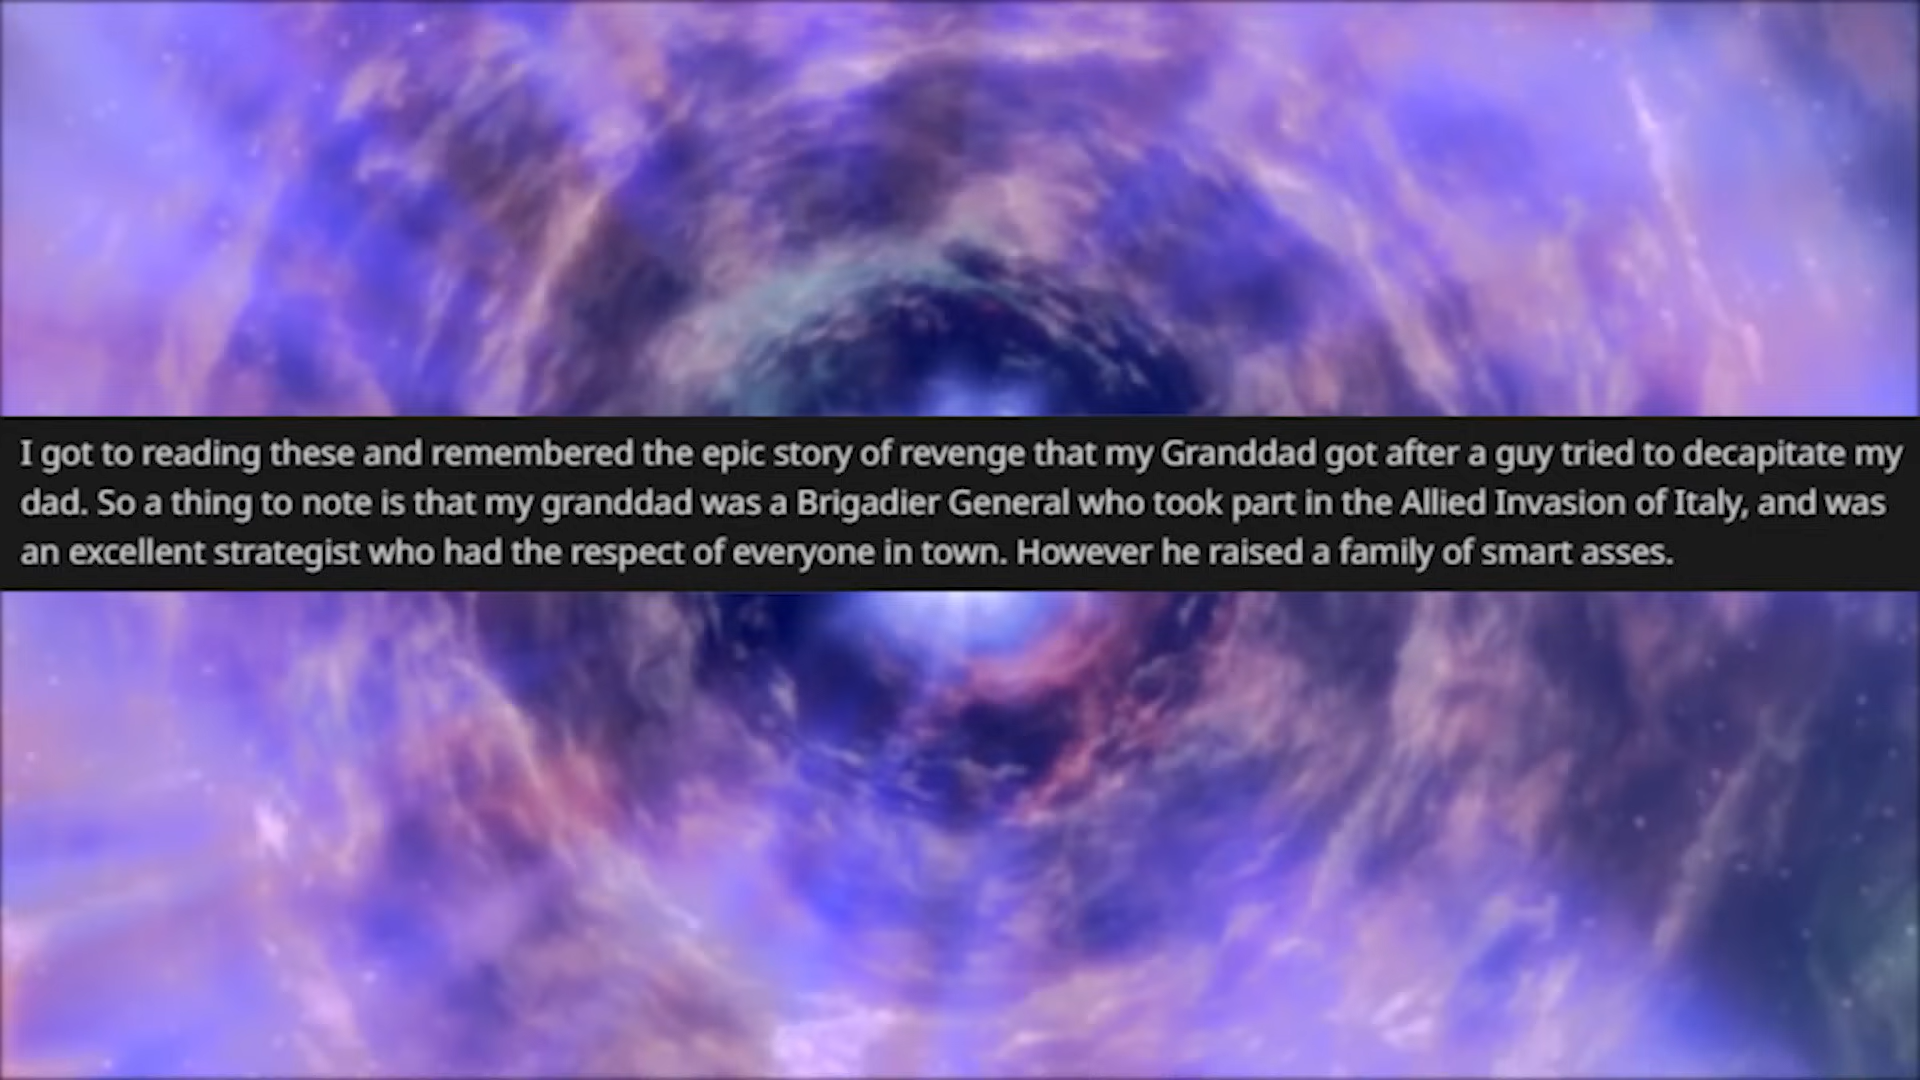 I got to reading these and remembered the epic story of revenge that my Granddad got after a guy tried to decapitate my
dad. So a thing to note is that my granddad was a Brigadier General who took part in the Allied Invasion of Italy, and was
an excellent strategist who had the respect of everyone in town. However he raised a family of smart asses.